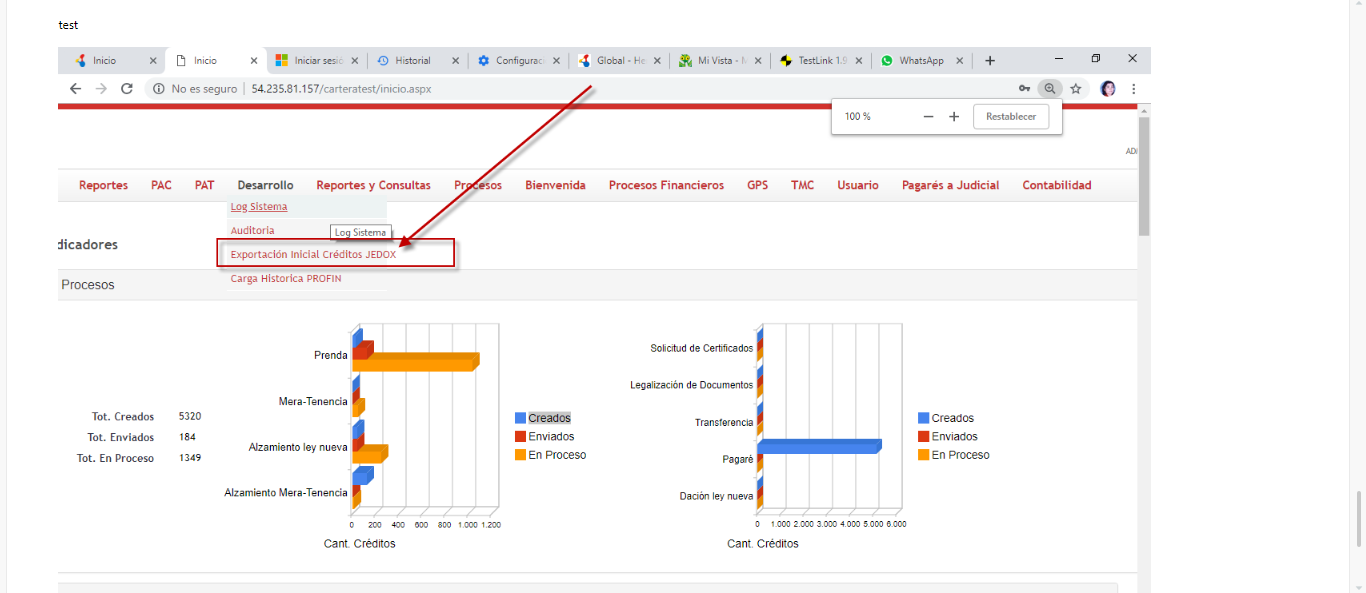 test
Inicio
Inicio
Iniciar sesió
Historial
Configuraci
Global - He
Mi Vista - M
TestLink 1.9.
WhatsApp
No es seguro | 54.235.81.157/carteratest/inicio.aspx
100 %
Restablecer
ADI
Reportes PAC PAT Desarrollo Reportes y Consultas Procesos Bienvenida Procesos Financieros GPS TMC Usuario Pagarés a Judicial Contabilidad
Log Sistema
Auditoria
Log Sistema
dicadores
Exportación Inicial Créditos JEDOX
Carga Historica PROFIN
Procesos
Tot. Creados 5320
Tot. Enviados 184
Tot. En Proceso 1349
Prenda
Mera-Tenencia
Alzamiento ley nueva
Alzamiento Mera-Tenencia
0 200 400 600 800 1.000 1.200
Cant. Créditos
Creados
Enviados
En Proceso
Solicitud de Certificados
Legalización de Documentos
Transferencia
Pagaré
Dación ley nueva
0 1.000 2.000 3.000 4.000 5.000 6.000
Cant. Créditos
Creados
Enviados
En Proceso